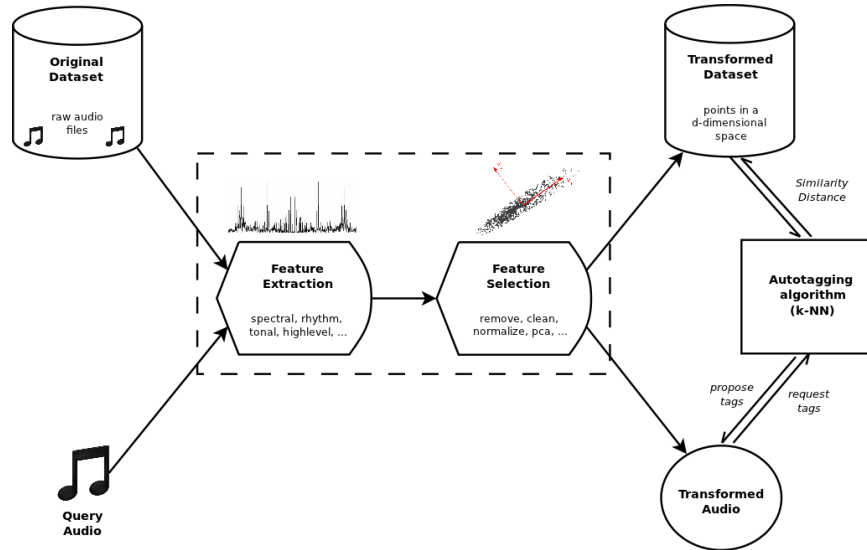 Original
Dataset
raw audio
files
Transformed
Dataset
points in a
d-dimensional
space
Similarity
Distance
Feature
Extraction
spectral, rhythm,
tonal, highlevel, ...
Feature
Selection
remove, clean,
normalize, pca, ...
Autotagging
algorithm
(k-NN)
propose
tags
request
tags
Query
Audio
Transformed
Audio